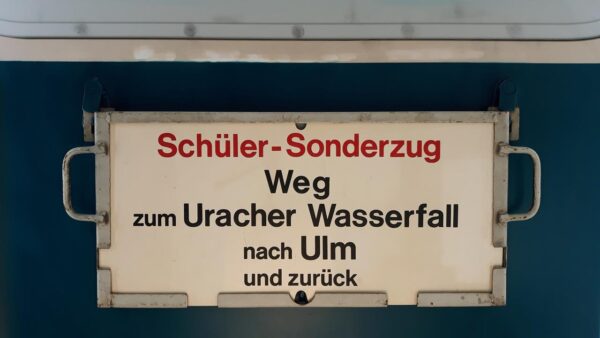 Schüler-Sonderzug
Weg
zum Uracher Wasserfall
nach Ulm
und zurück